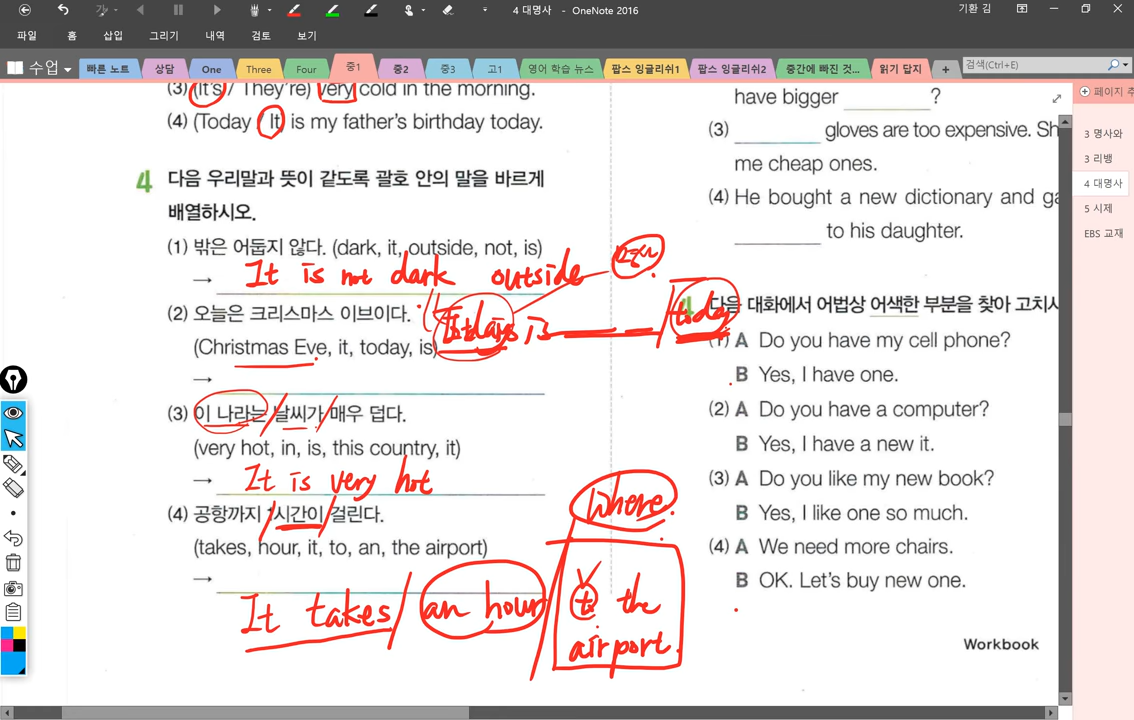 4 대명사 - OneNote 2016
기환 김
파일 홈 삽입 그리기 내역 검토 보기
수업 빠른 노트 상담 One Three Four 중1 중2 중3 고1 영어 학습 뉴스 팝스 잉글리쉬1 팝스 잉글리쉬2 중간에 빠진 것... 읽기 답지 + 검색(Ctrl+E)
(3) (It's / They're) very cold in the morning.
(4) (Today / It) is my father's birthday today.
4 다음 우리말과 뜻이 같도록 괄호 안의 말을 바르게
배열하시오.
(1) 밖은 어둡지 않다. (dark, it, outside, not, is)
→ It is not dark outside
(2) 오늘은 크리스마스 이브이다.
today
(Christmas Eve, it, today, is)
→
(3) 이 나라는 날씨가 매우 덥다.
(very hot, in, is, this country, it)
→ It is very hot
(4) 공항까지 1시간이 걸린다.
where
(takes, hour, it, to, an, the airport)
→
It takes / an hour / to the
airport.
have bigger ?
(3) gloves are too expensive. Sh
me cheap ones.
(4) He bought a new dictionary and ga
to his daughter.
4 다음 대화에서 어법상 어색한 부분을 찾아 고치시
(1) A Do you have my cell phone?
B Yes, I have one.
(2) A Do you have a computer?
B Yes, I have a new it.
(3) A Do you like my new book?
B Yes, I like one so much.
(4) A We need more chairs.
B OK. Let's buy new one.
Workbook
페이지 추
3 명사와
3 리뱅
4 대명사
5 시제
EBS 교재